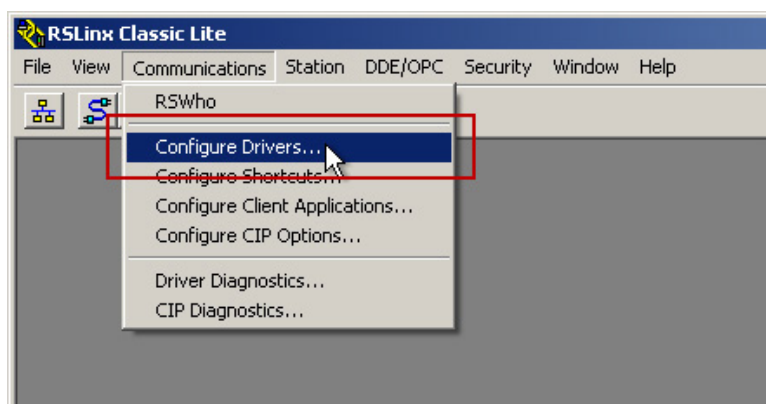 RSLinx Classic Lite
File View Communications Station DDE/OPC Security Window Help
RSWho
Configure Drivers...
Configure Shortcuts...
Configure Client Applications...
Configure CIP Options...
Driver Diagnostics...
CIP Diagnostics...